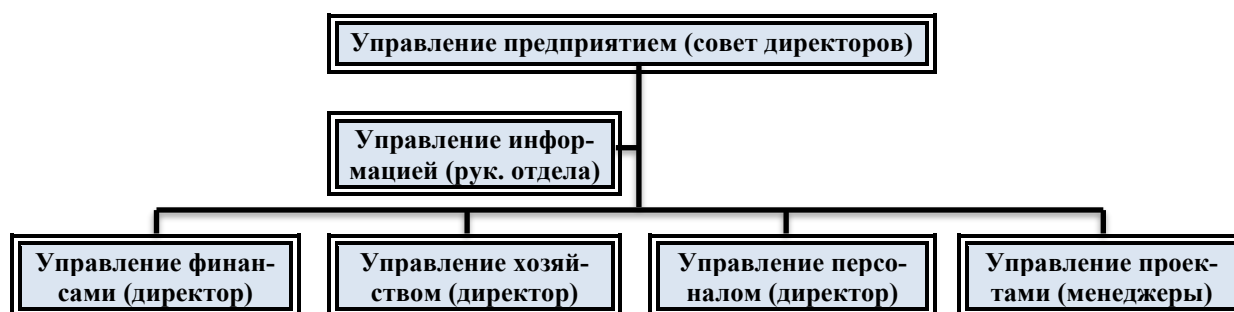 Управление предприятием (совет директоров)
Управление инфор-
мацией (рук. отдела)
Управление финан-
сами (директор)
Управление хозяй-
ством (директор)
Управление персо-
налом (директор)
Управление проек-
тами (менеджеры)